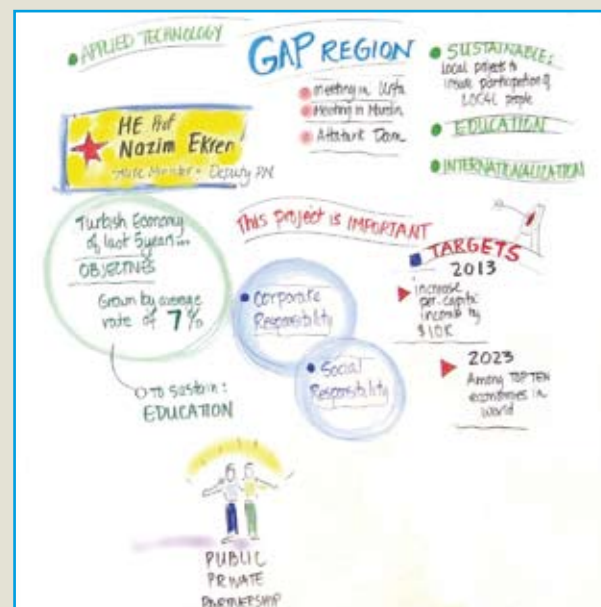 APPLIED TECHNOLOGY
GAP REGION
meeting in Urfa
Meeting in Mardin
Attaturk Dam
SUSTAINABLE:
local projects to
insure participation of
LOCAL people
EDUCATION
INTERNATIONALIZATION
HE Prof
Nazim Ekren!
State Minister + Deputy PM
Turkish Economy
of last 5 years...
OBJECTIVES
Grown by average
rate of 7%
TO SUSTAIN:
EDUCATION
This project is IMPORTANT
Corporate
Responsibility
Social
Responsibility
TARGETS
2013
increase
per-capita
income by
$10K
2023
Among TOP TEN
economies in
world
PUBLIC
PRIVATE
PARTNERSHIP